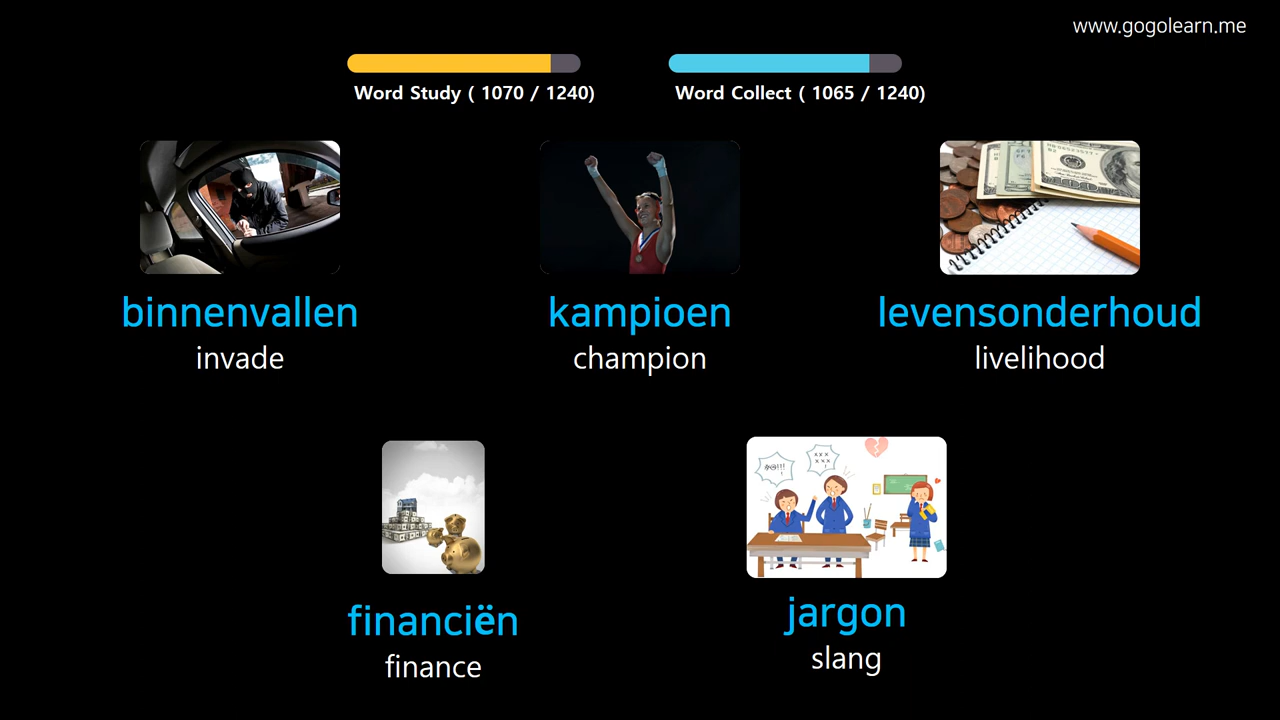 www.gogolearn.me
Word Study ( 1070 / 1240)
Word Collect ( 1065 / 1240)
binnenvallen
invade
kampioen
champion
levensonderhoud
livelihood
financiën
finance
jargon
slang